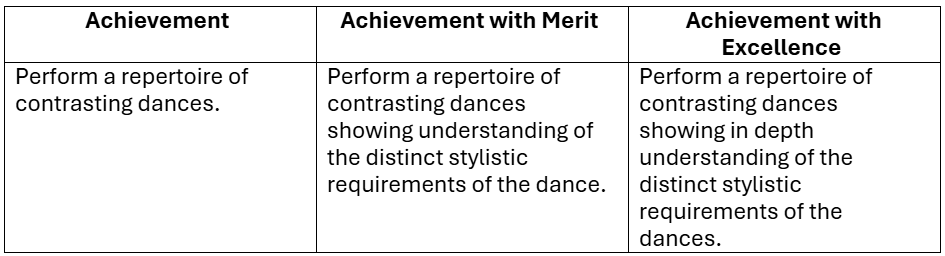 Achievement
Achievement with Merit
Achievement with
Excellence
Perform a repertoire of
contrasting dances.
Perform a repertoire of
contrasting dances
showing understanding of
the distinct stylistic
requirements of the dance.
Perform a repertoire of
contrasting dances
showing in depth
understanding of the
distinct stylistic
requirements of the
dances.